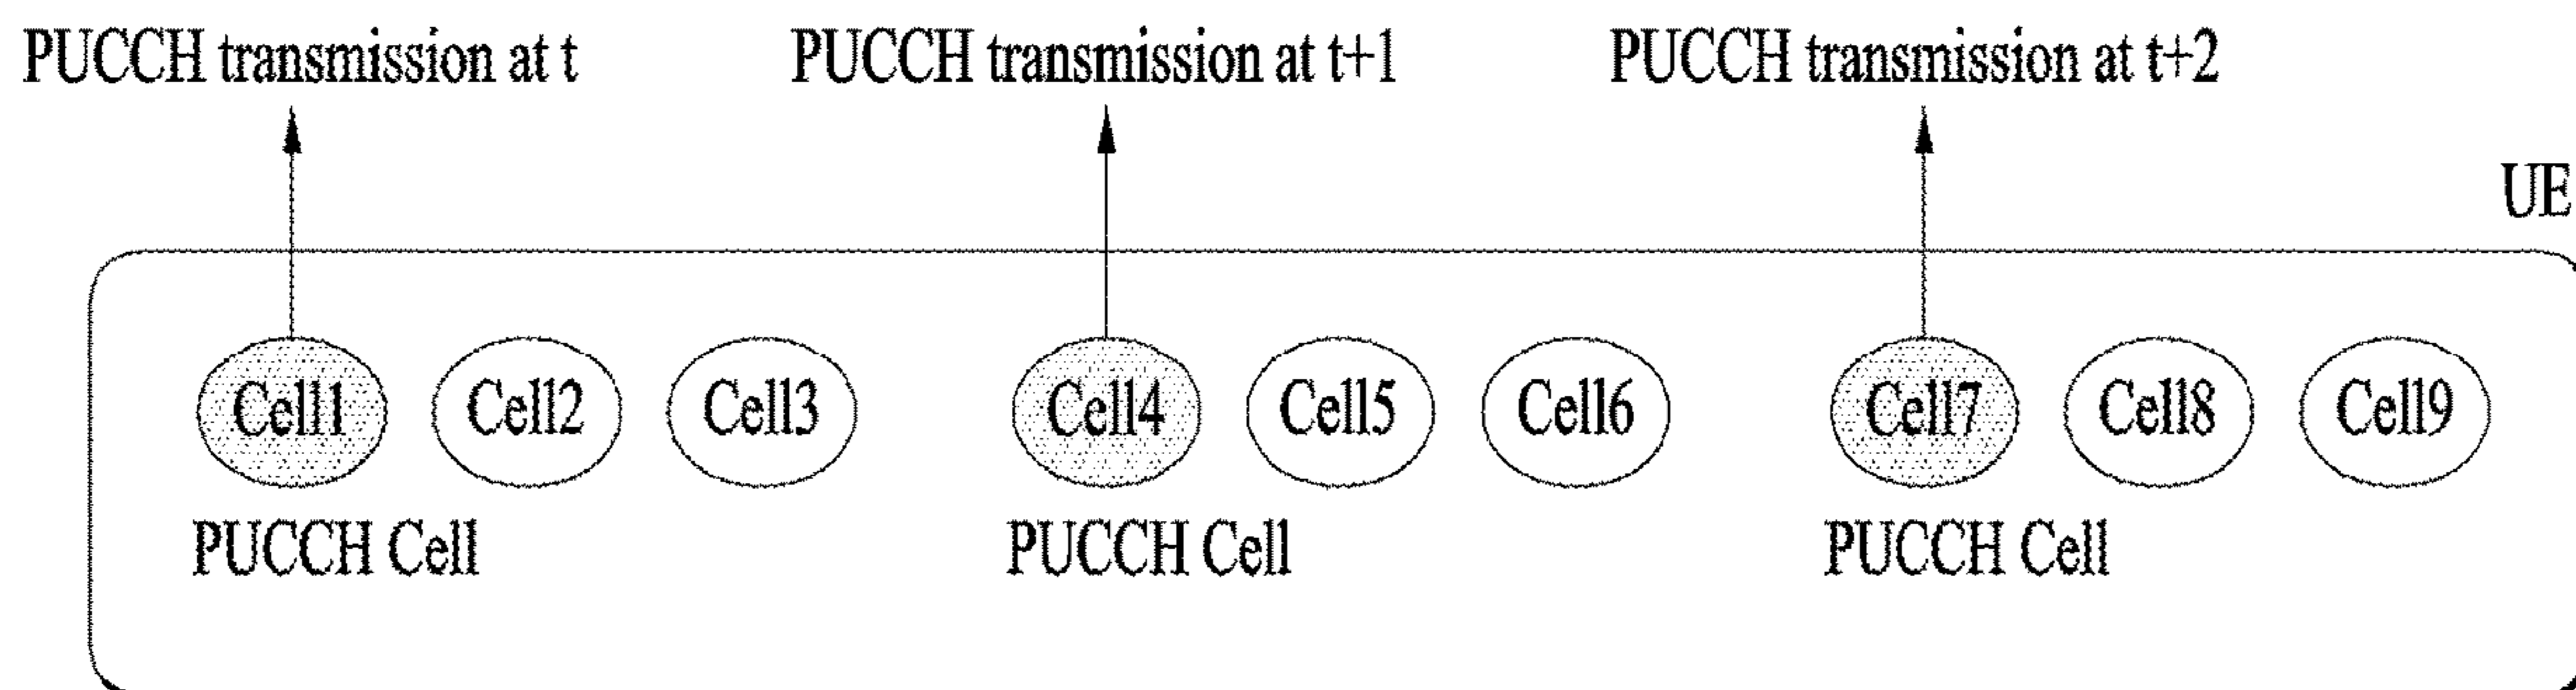 PUCCH transmission at t PUCCH transmission at t+1 PUCCH transmission at t+2
UE
Cell1 Cell2 Cell3 Cell4 Cell5 Cell6 Cell7 Cell8 Cell9
PUCCH Cell PUCCH Cell PUCCH Cell